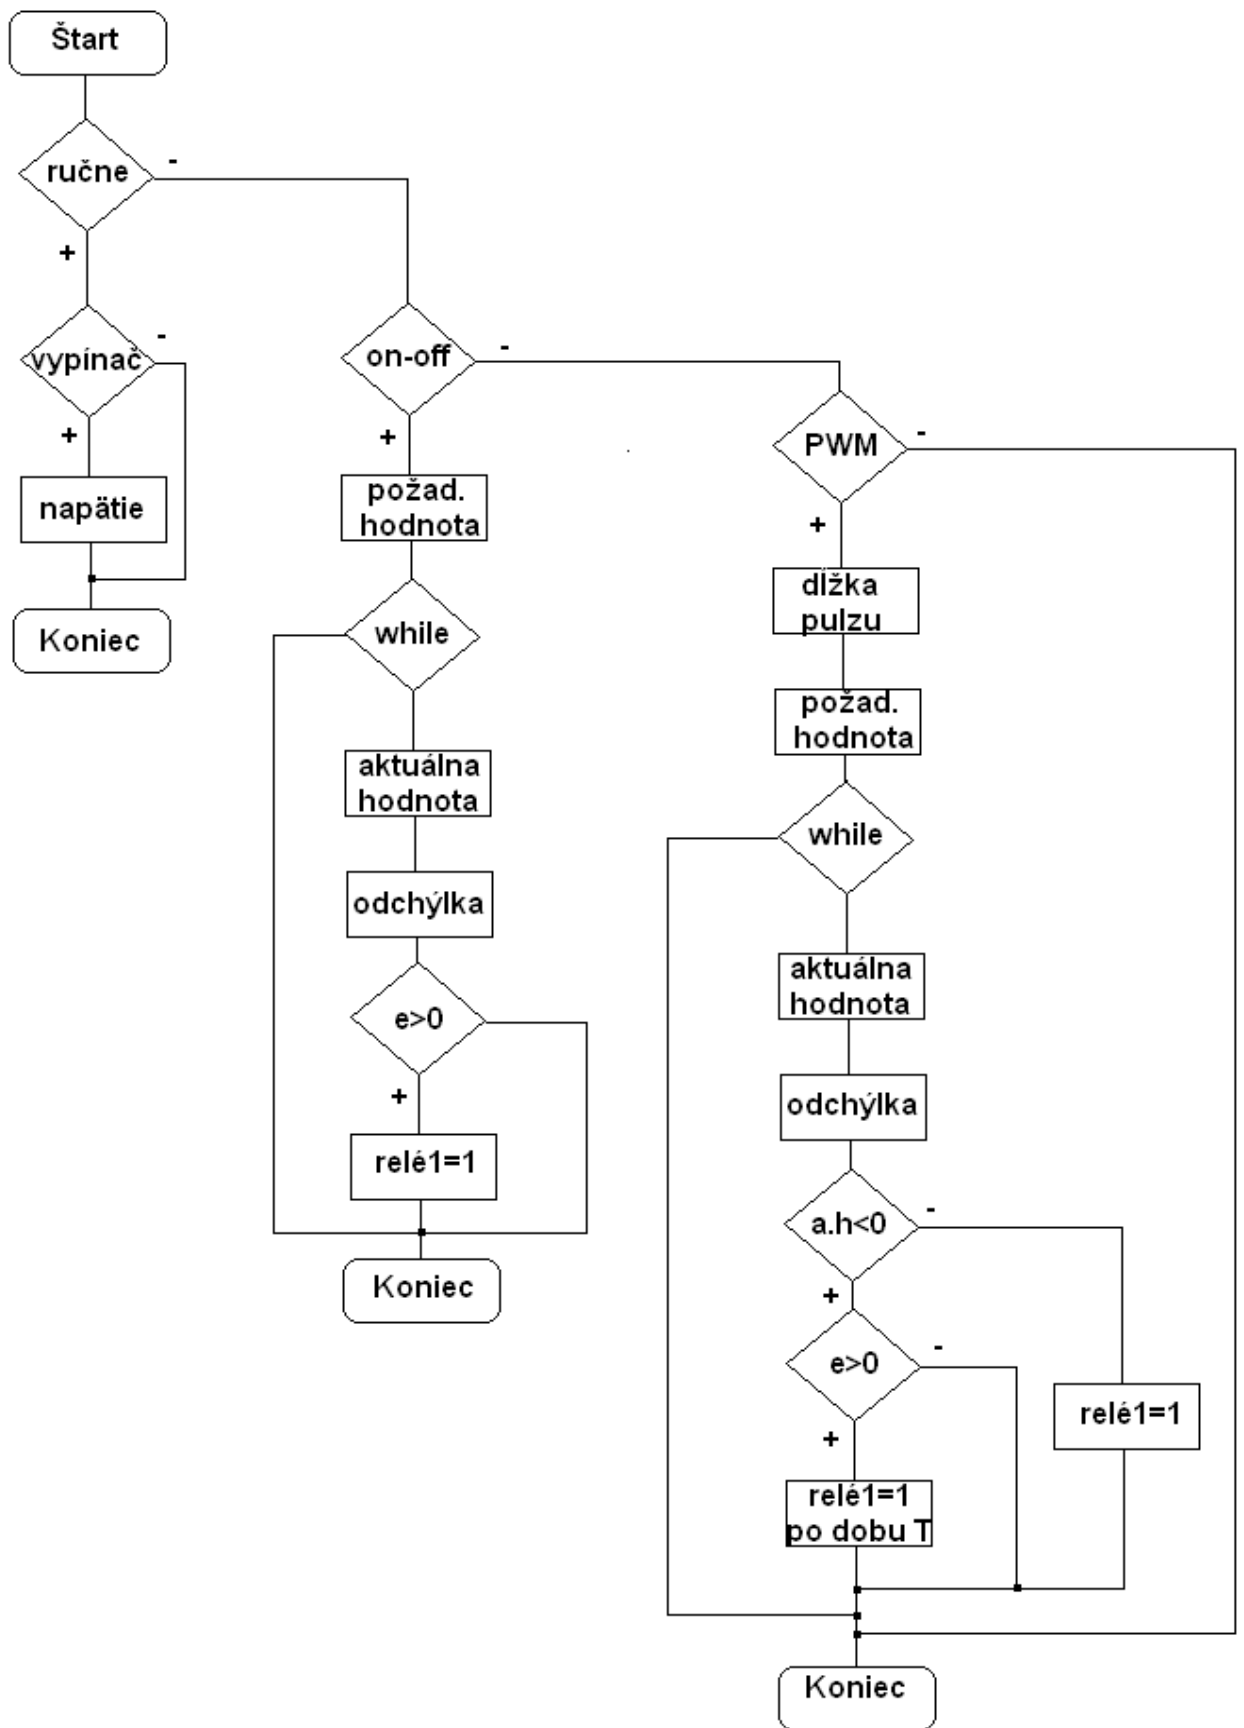 Štart
ručne
-
+
vypínač
-
+
napätie
Koniec
on-off
-
+
požad.
hodnota
while
aktuálna
hodnota
odchýlka
e>0
+
relé1=1
Koniec
PWM
-
+
dĺžka
pulzu
požad.
hodnota
while
aktuálna
hodnota
odchýlka
a.h<0
-
+
e>0
-
+
relé1=1
po dobu T
relé1=1
Koniec